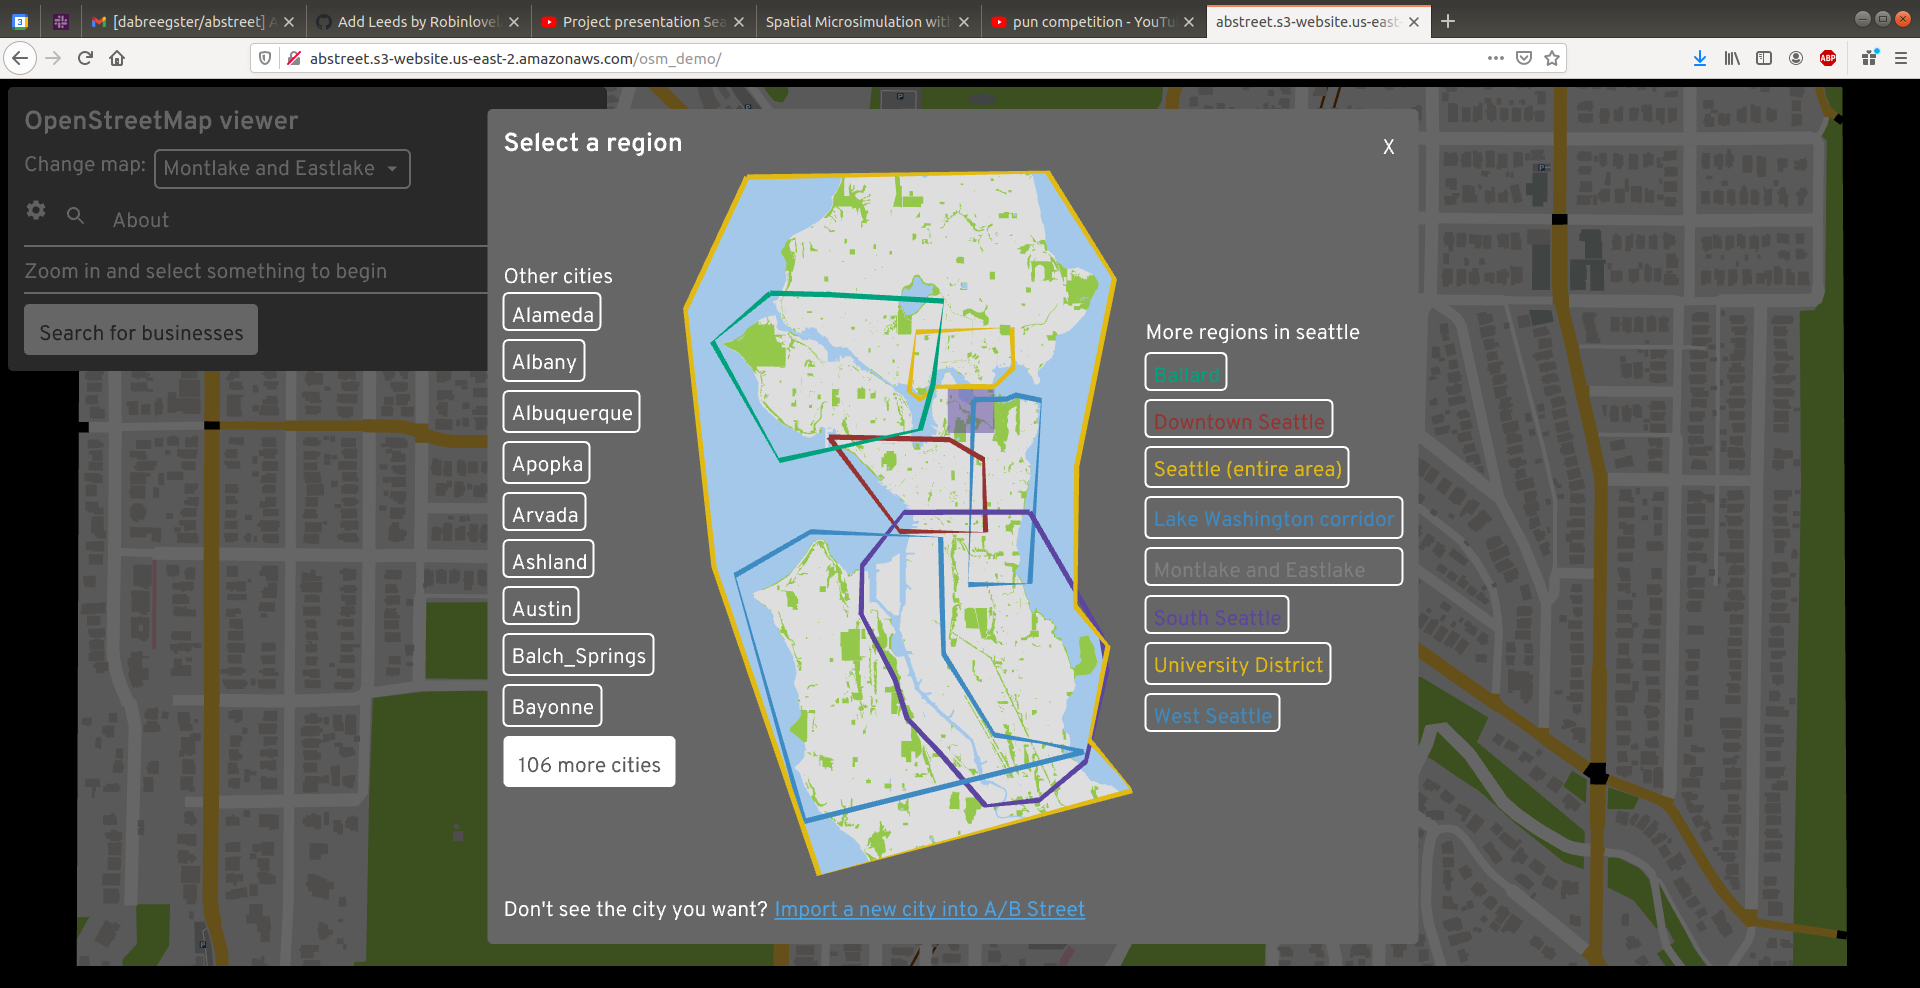 [dabreegster/abstreet] A
Add Leeds by Robinlovel
Project presentation Sea
Spatial Microsimulation with
pun competition - YouTu
abstreet.s3-website.us-east-
abstreet.s3-website.us-east-2.amazonaws.com/osm_demo/
ABP
OpenStreetMap viewer
Change map: Montlake and Eastlake
About
Zoom in and select something to begin
Search for businesses
Select a region
X
Other cities
Alameda
Albany
Albuquerque
Apopka
Arvada
Ashland
Austin
Balch_Springs
Bayonne
106 more cities
More regions in seattle
Ballard
Downtown Seattle
Seattle (entire area)
Lake Washington corridor
Montlake and Eastlake
South Seattle
University District
West Seattle
Don't see the city you want? Import a new city into A/B Street